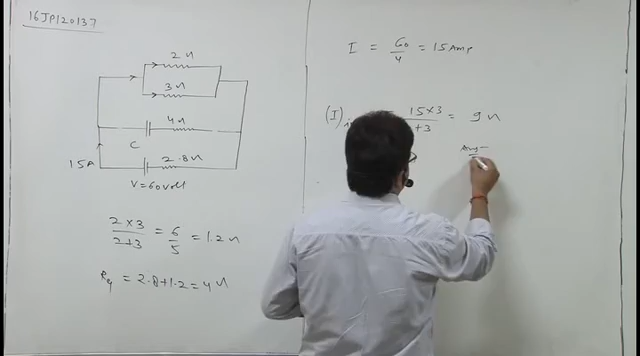 16JP120137
2 Ω
3 Ω
4 Ω
C
15A
2.8 Ω
V = 60 volt
2 × 3 / 2+3 = 6/5 = 1.2 Ω
Req = 2.8 + 1.2 = 4 Ω
I = 60/4 = 15 Amp
(I) 15 × 3 / +3 = 9 Ω
Ans –